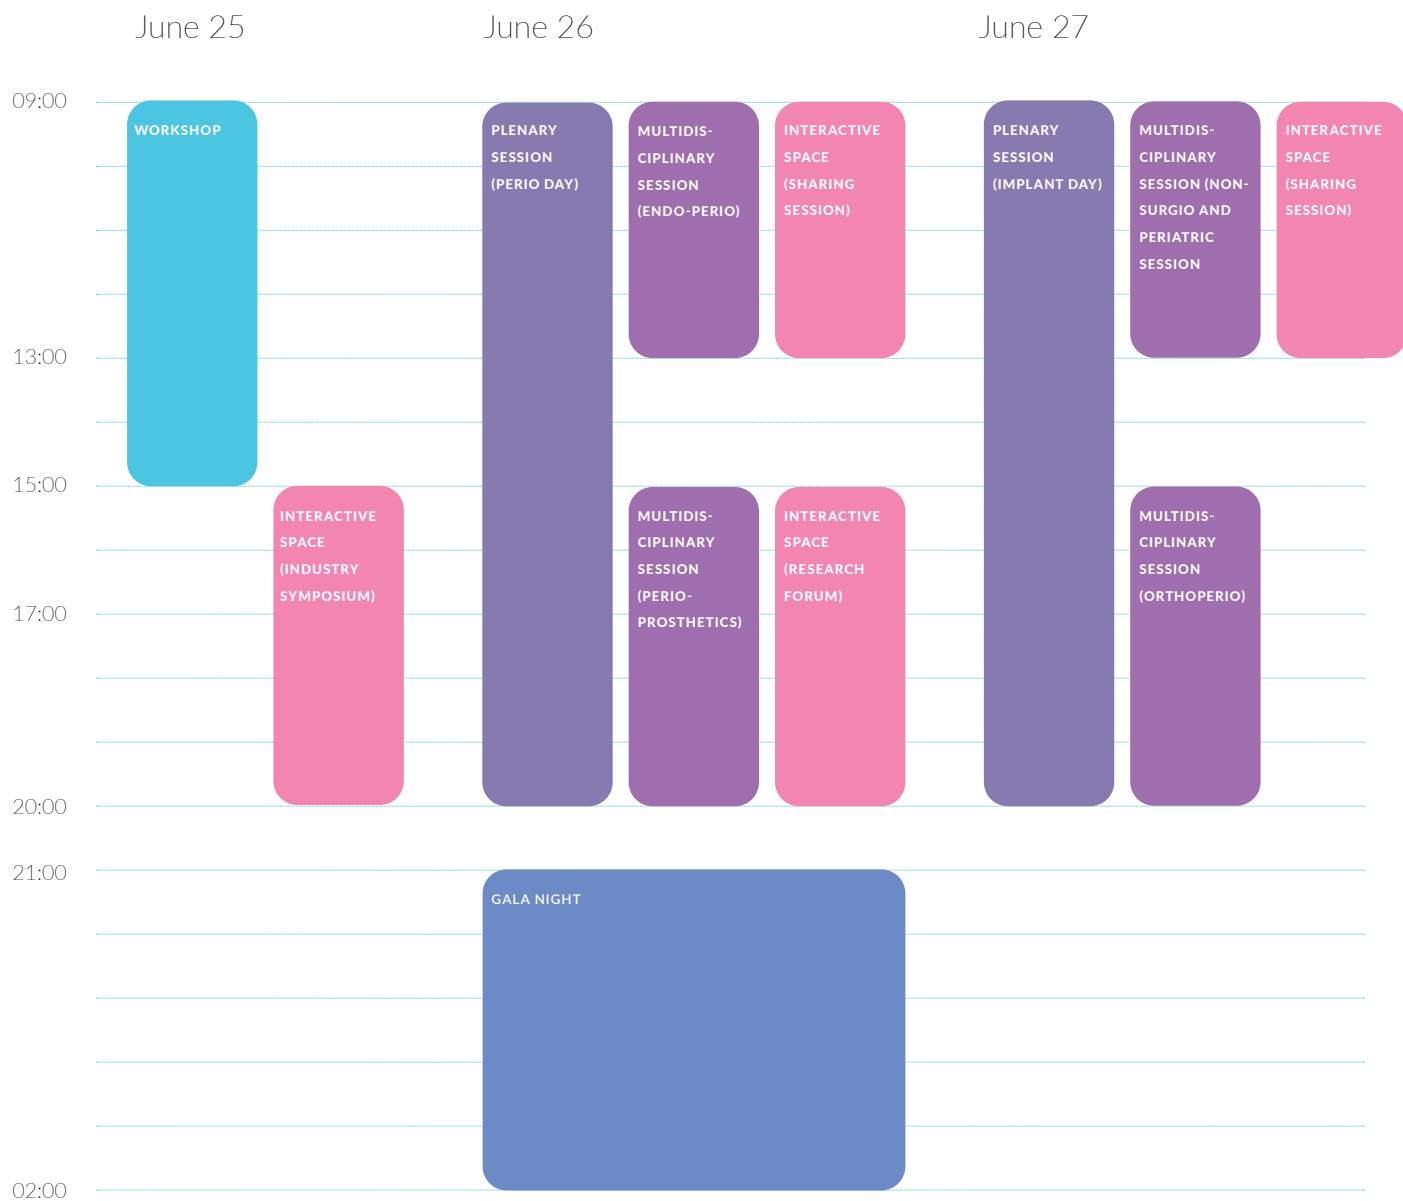 June 25
June 26
June 27
09:00
WORKSHOP
PLENARY
SESSION
(PERIO DAY)
MULTIDIS-
CIPLINARY
SESSION
(ENDO-PERIO)
INTERACTIVE
SPACE
(SHARING
SESSION)
PLENARY
SESSION
(IMPLANT DAY)
MULTIDIS-
CIPLINARY
SESSION (NON-
SURGIO AND
PERIATRIC
SESSION
INTERACTIVE
SPACE
(SHARING
SESSION)
13:00
15:00
INTERACTIVE
SPACE
(INDUSTRY
SYMPOSIUM)
MULTIDIS-
CIPLINARY
SESSION
(PERIO-
PROSTHETICS)
INTERACTIVE
SPACE
(RESEARCH
FORUM)
MULTIDIS-
CIPLINARY
SESSION
(ORTHOPERIO)
17:00
20:00
21:00
GALA NIGHT
02:00